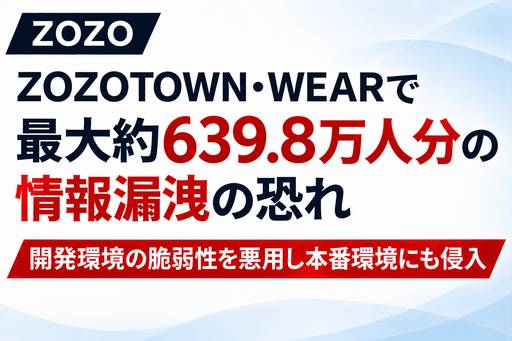 ZOZO
ZOZOTOWN・WEARで
最大約639.8万人分の
情報漏洩の恐れ
開発環境の脆弱性を悪用し本番環境にも侵入